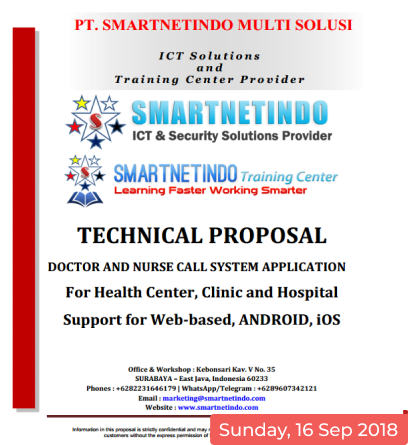 PT. SMARTNETINDO MULTI SOLUSI
ICT Solutions
and
Training Center Provider
S
SMARTNETINDO
ICT & Security Solutions Provider
S
SMARTNETINDO Training Center
Learning Faster Working Smarter
TECHNICAL PROPOSAL
DOCTOR AND NURSE CALL SYSTEM APPLICATION
For Health Center, Clinic and Hospital
Support for Web-based, ANDROID, iOS
Office & Workshop : Kebonsari Kav. V No. 35
SURABAYA – East Java, Indonesia 60233
Phones : +6282231646179 | WhatsApp/Telegram : +6289607342121
Email : marketing@smartnetindo.com
Website : www.smartnetindo.com
Information in this proposal is strictly confidential and may
customers without the express permission of
Sunday, 16 Sep 2018